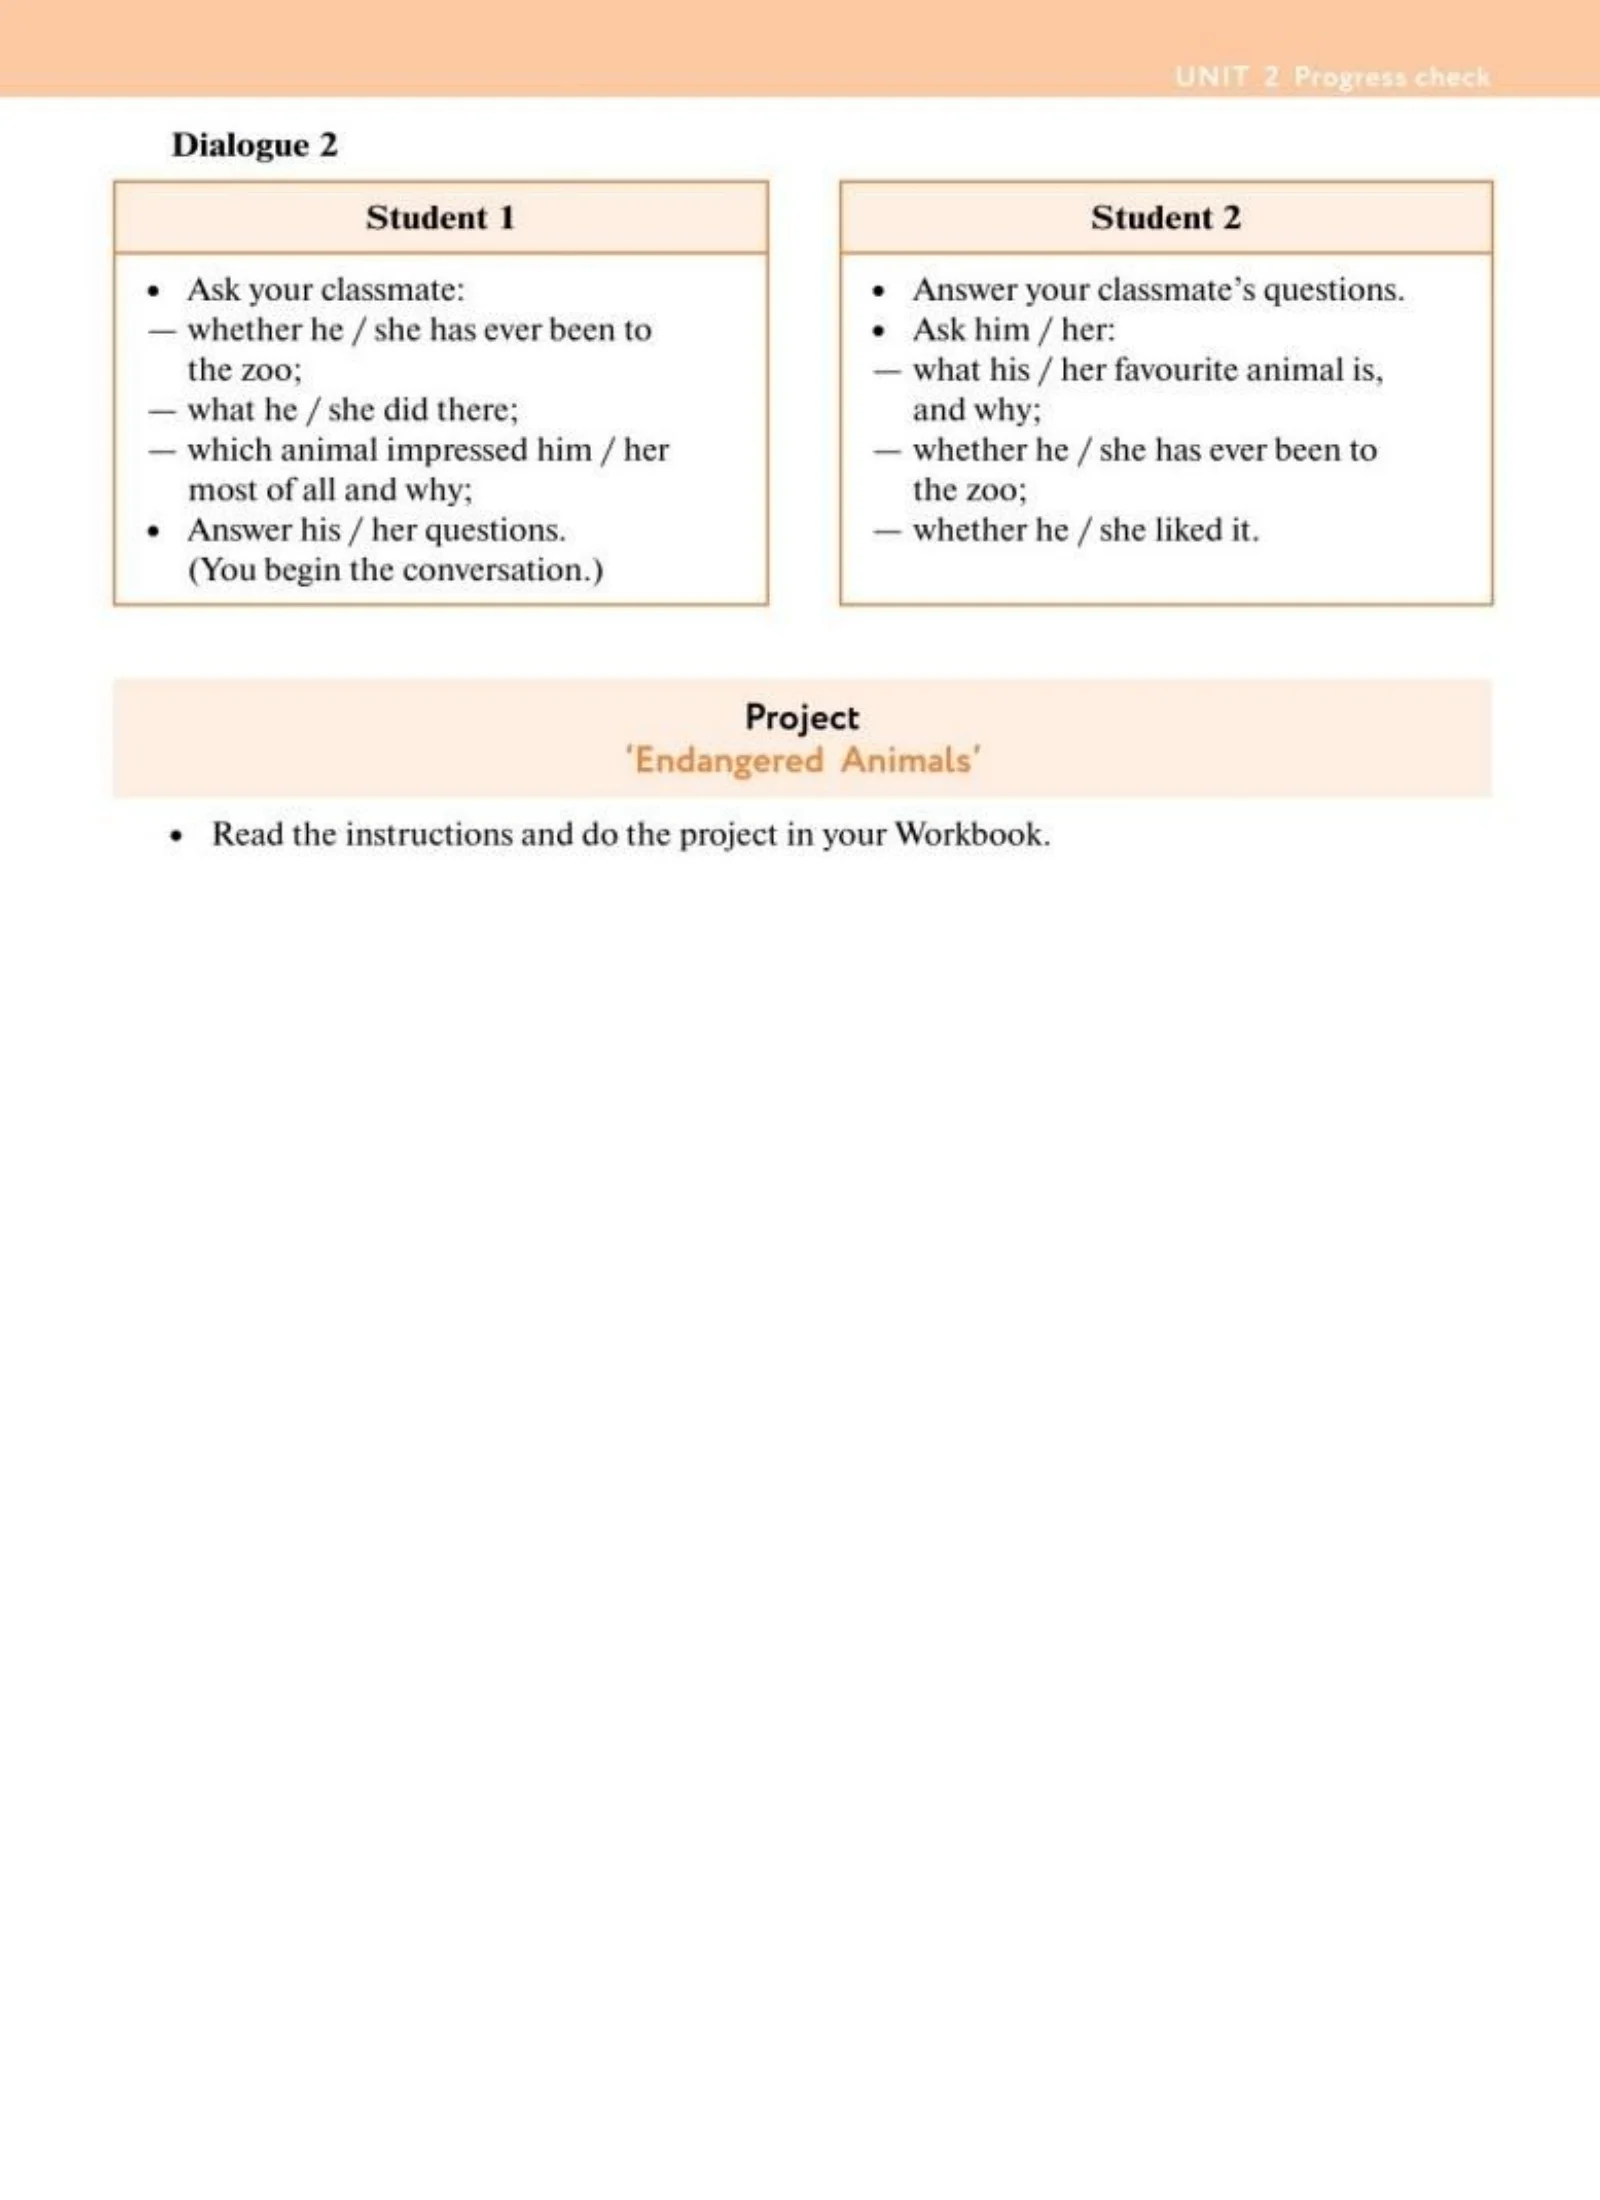 UNIT 2 Progress check
Dialogue 2
Student 1
• Ask your classmate:
— whether he / she has ever been to
the zoo;
— what he / she did there;
— which animal impressed him / her
most of all and why;
• Answer his / her questions.
(You begin the conversation.)
Student 2
• Answer your classmate’s questions.
• Ask him / her:
— what his / her favourite animal is,
and why;
— whether he / she has ever been to
the zoo;
— whether he / she liked it.
Project
‘Endangered Animals’
• Read the instructions and do the project in your Workbook.